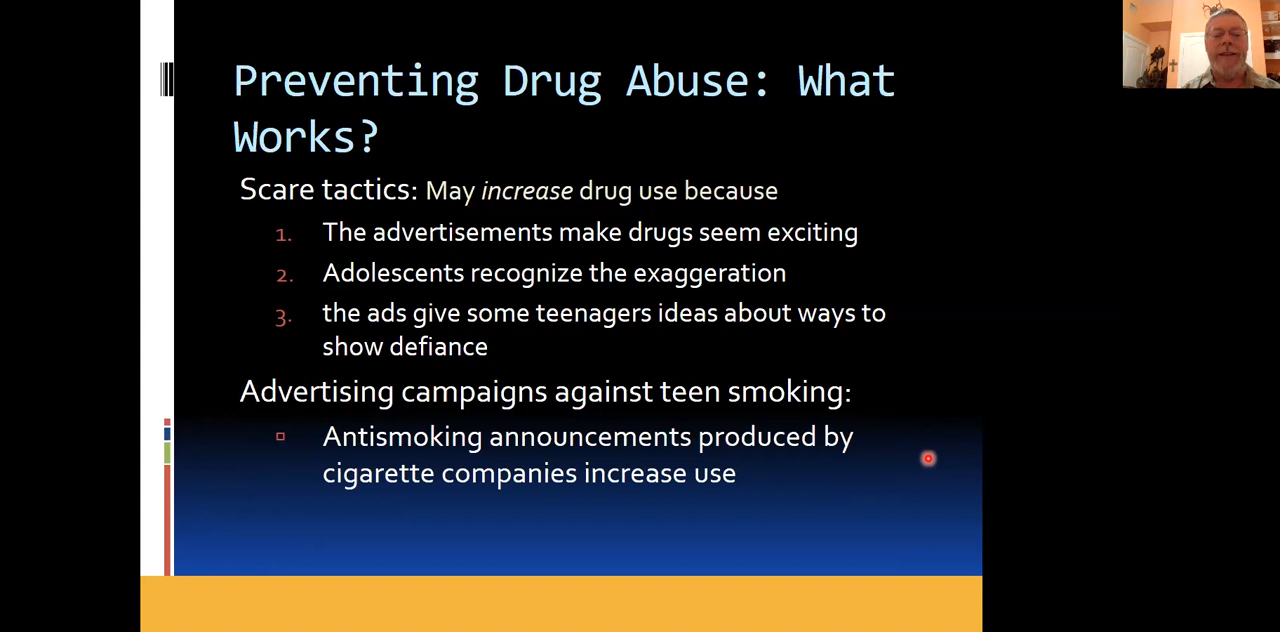 Preventing Drug Abuse: What
Works?
Scare tactics: May increase drug use because
1. The advertisements make drugs seem exciting
2. Adolescents recognize the exaggeration
3. the ads give some teenagers ideas about ways to
show defiance
Advertising campaigns against teen smoking:
Antismoking announcements produced by
cigarette companies increase use